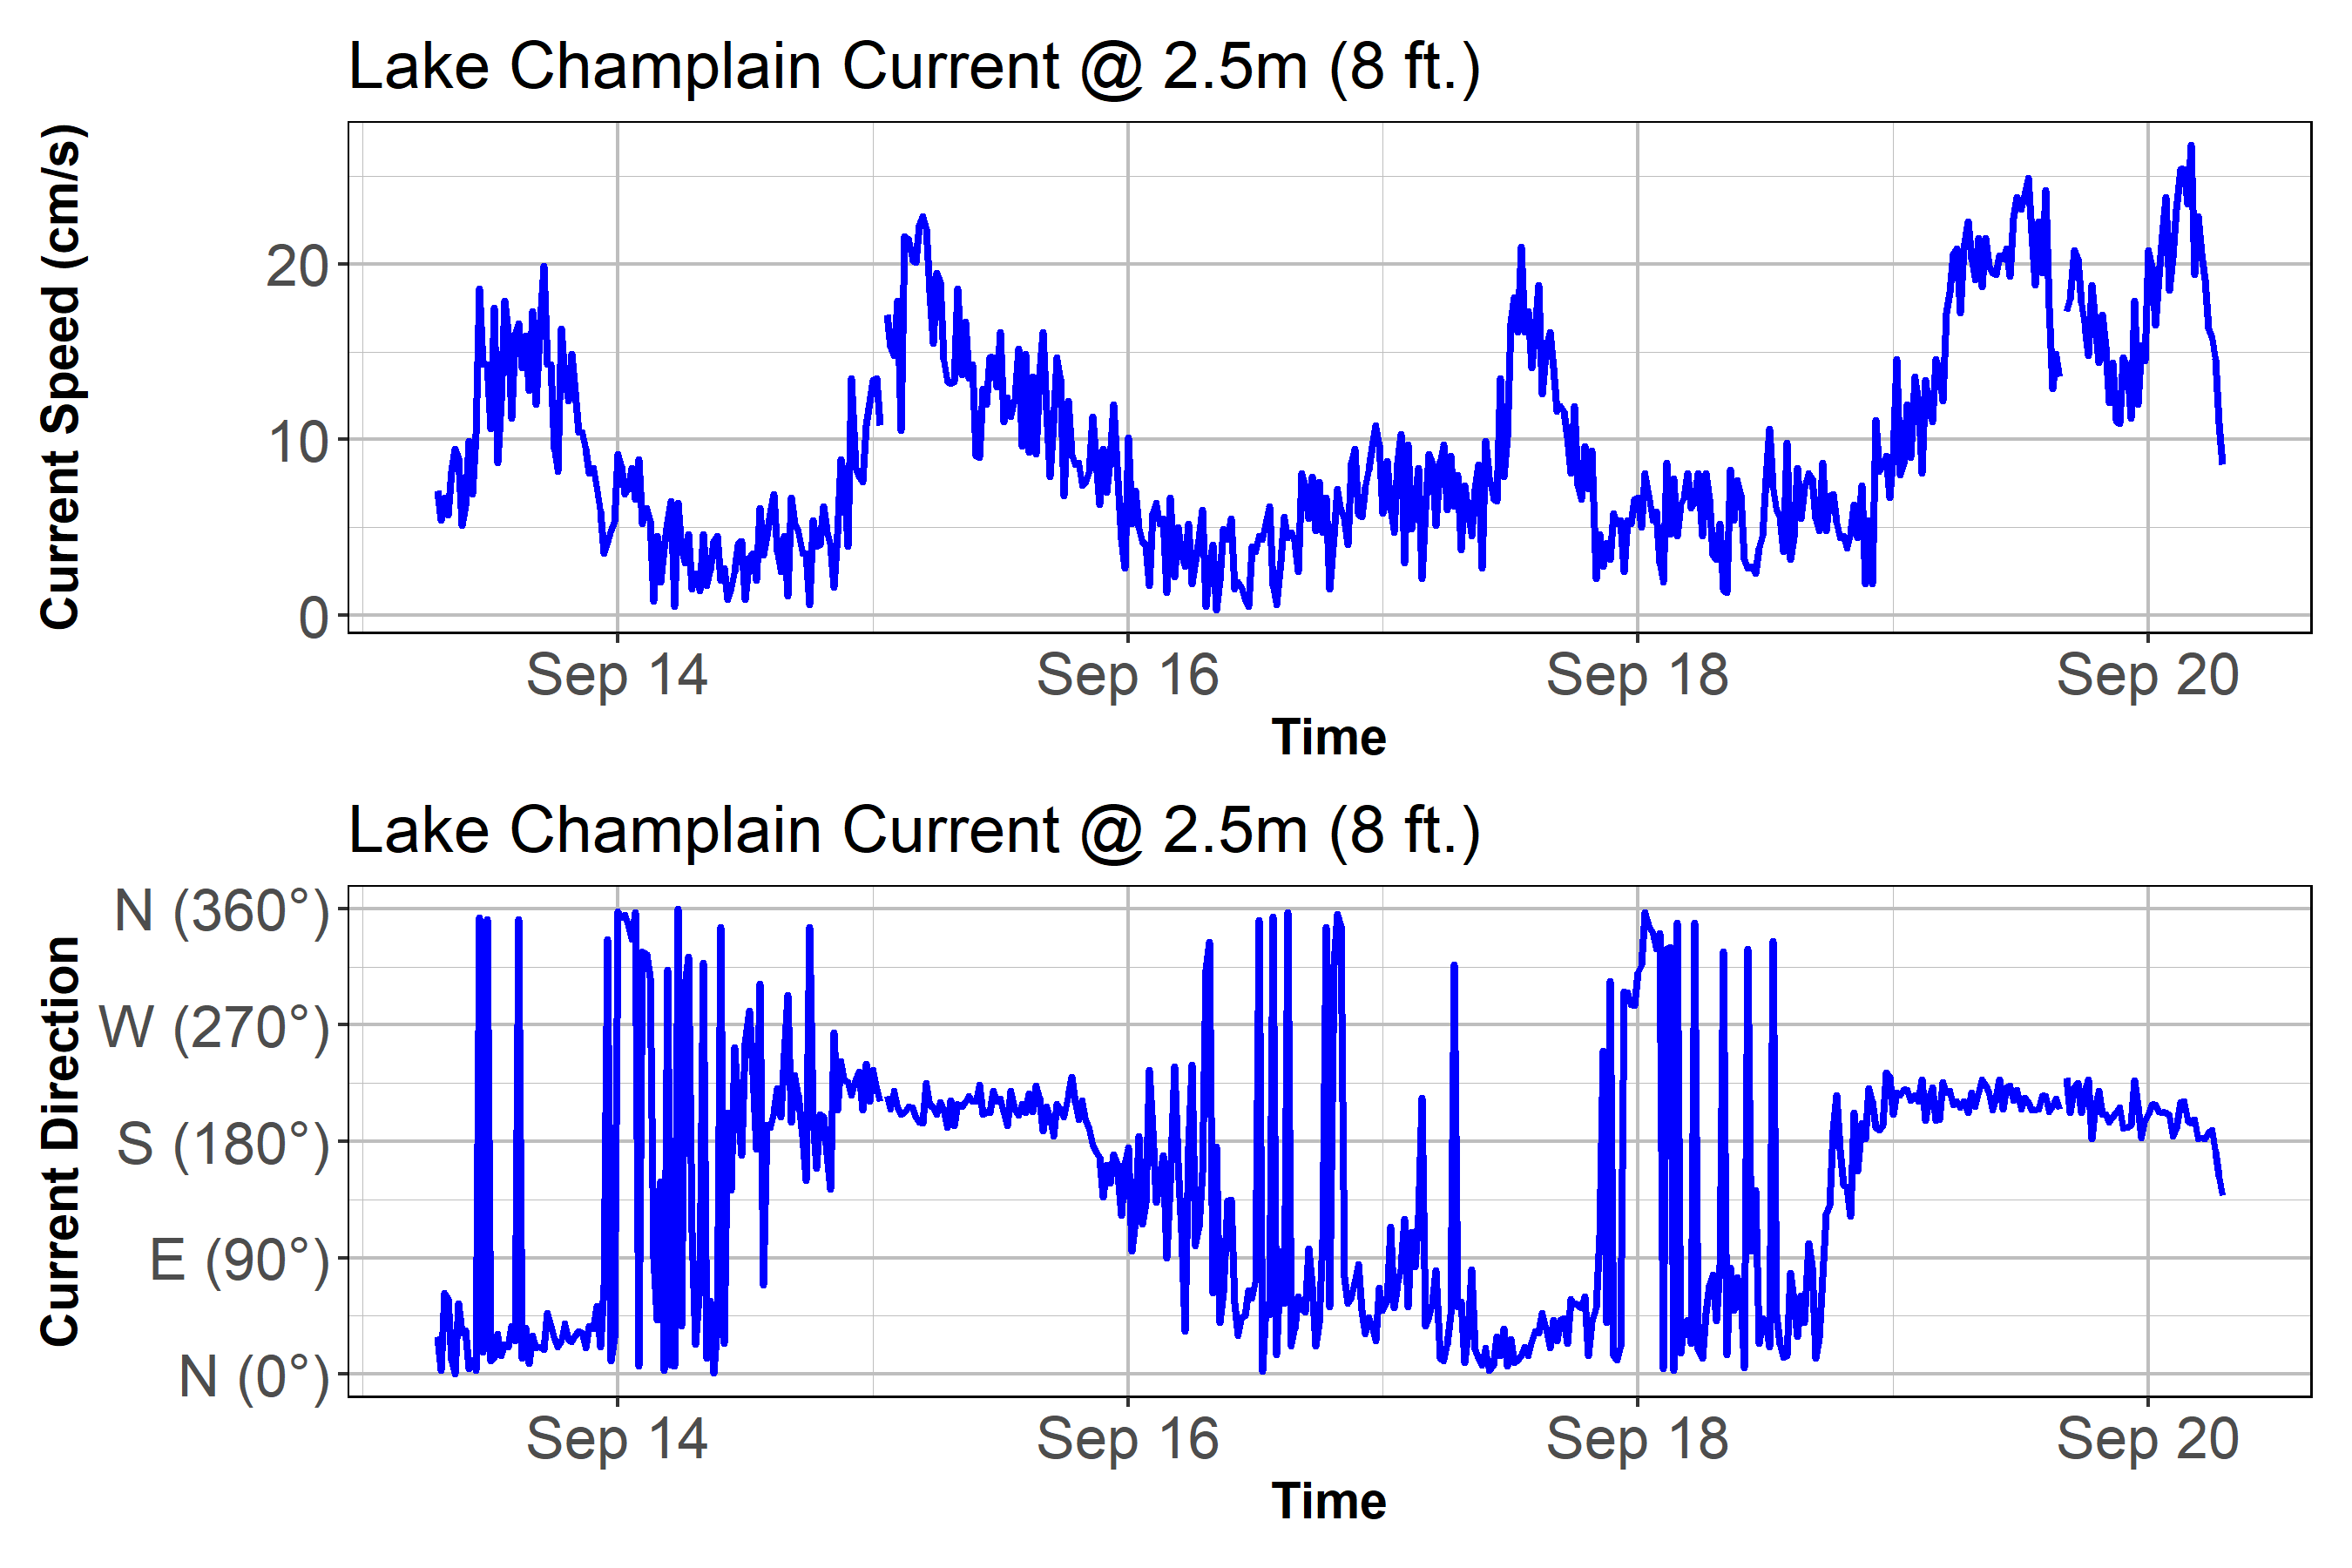 Lake Champlain Current @ 2.5m (8 ft.)
Current Speed (cm/s)
20
10
0
Sep 14 Sep 16 Sep 18 Sep 20
Time
Lake Champlain Current @ 2.5m (8 ft.)
Current Direction
N (360°)
W (270°)
S (180°)
E (90°)
N (0°)
Sep 14 Sep 16 Sep 18 Sep 20
Time